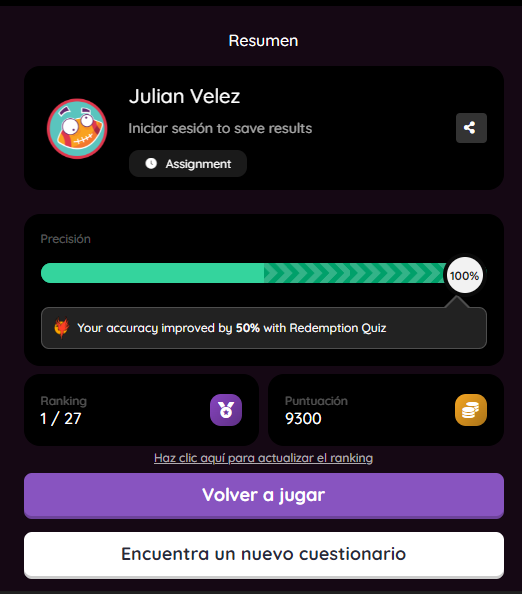 Resumen
Julian Velez
Iniciar sesión to save results
Assignment
Precisión
100%
Your accuracy improved by 50% with Redemption Quiz
Ranking
1 / 27
Puntuación
9300
Haz clic aquí para actualizar el ranking
Volver a jugar
Encuentra un nuevo cuestionario